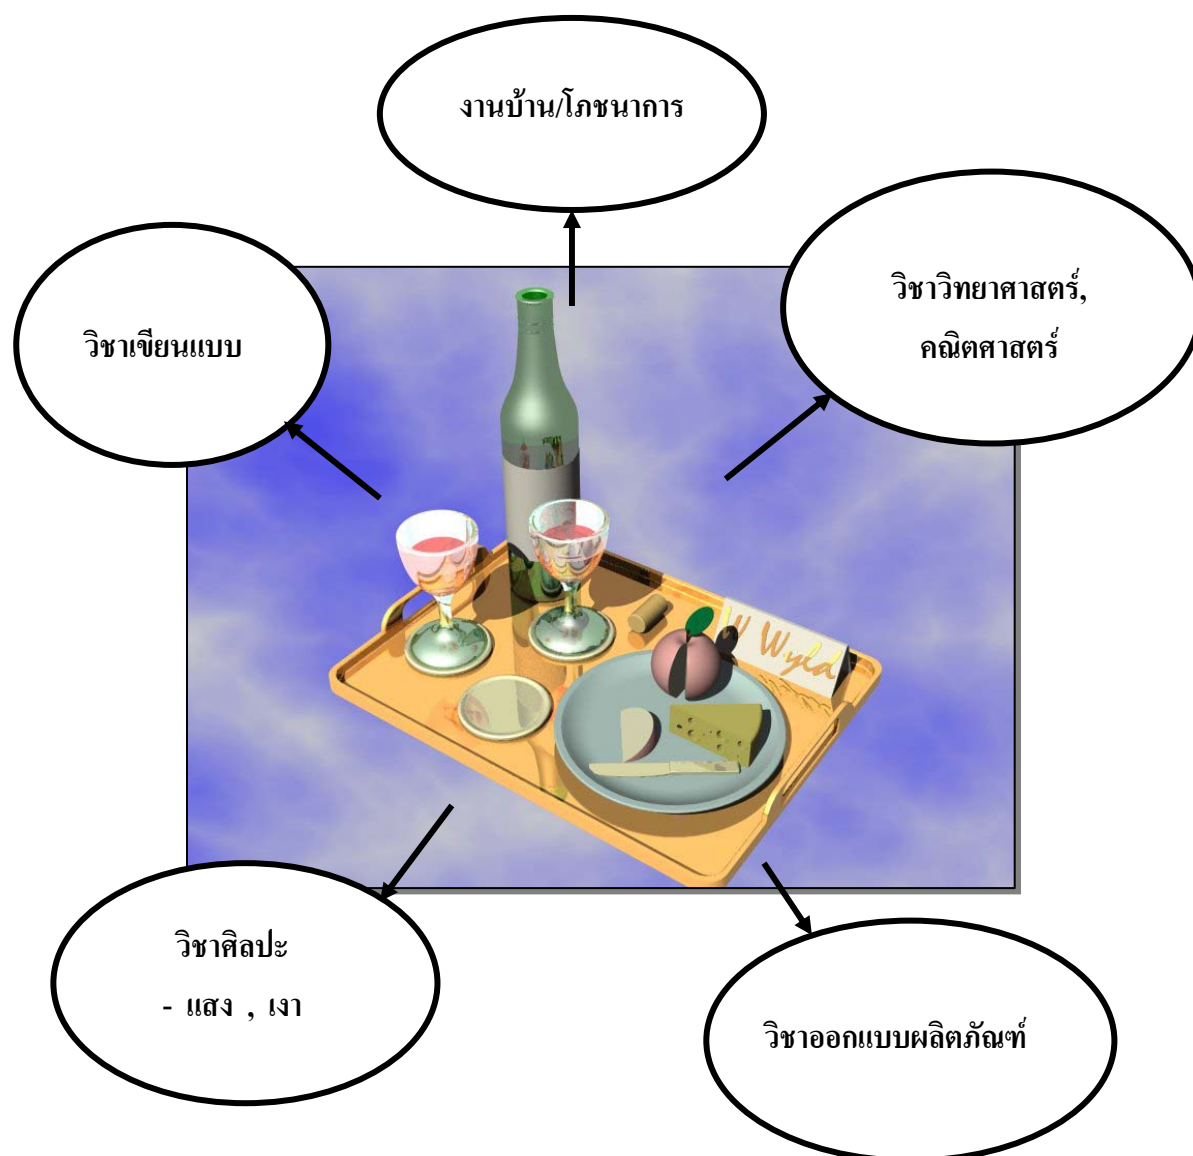 งานบ้าน/โภชนาการ
วิชาวิทยาศาสตร์,
คณิตศาสตร์
วิชาเขียนแบบ
Wyld
วิชาศิลปะ
- แสง , เงา
วิชาออกแบบผลิตภัณฑ์